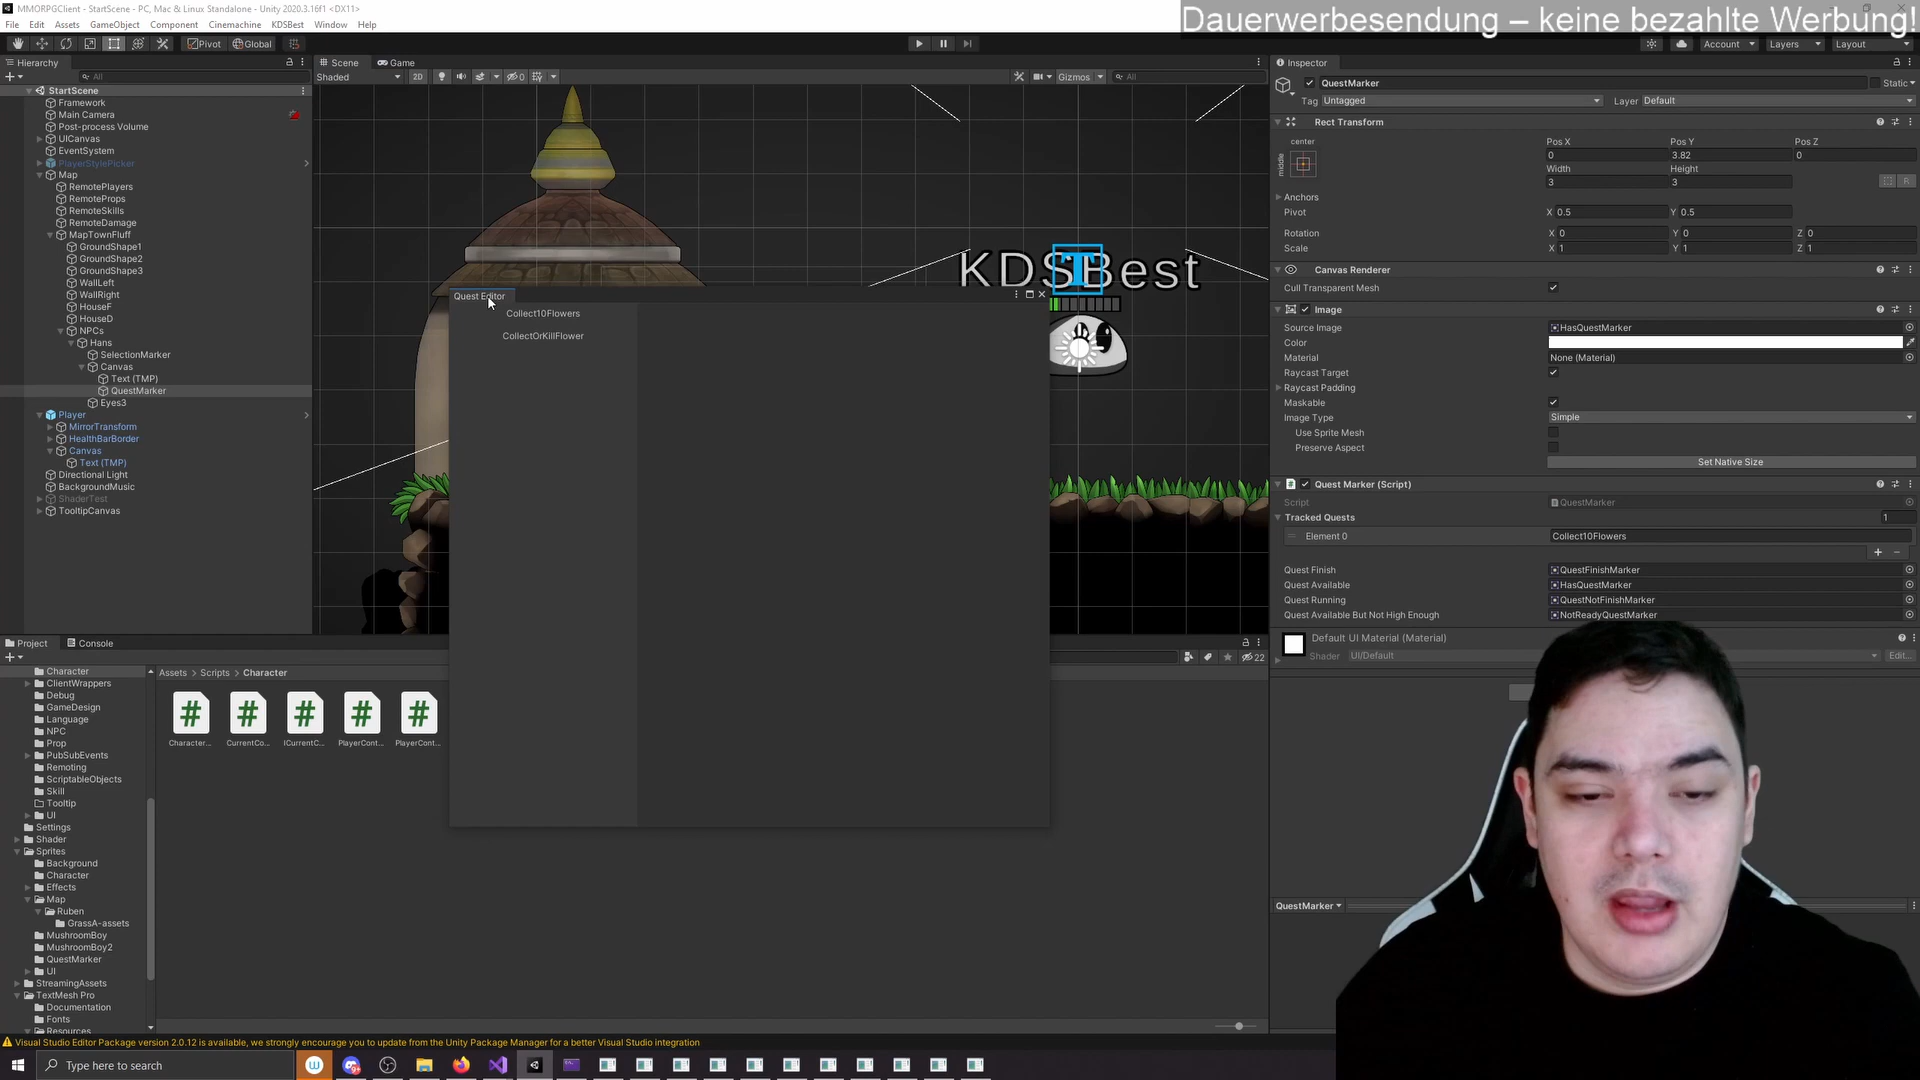 MMORPGClient - StartScene - PC, Mac & Linux Standalone - Unity 2020.3.16f1 <DX11>
Dauerwerbesendung – keine bezahlte Werbung!
File Edit Assets GameObject Component Cinemachine KDSBest Window Help
Pivot Global
Account Layers Layout
Hierarchy
All
StartScene
Framework
Main Camera
Post-process Volume
UICanvas
EventSystem
PlayerStylePicker
Map
RemotePlayers
RemoteProps
RemoteSkills
RemoteDamage
MapTownFluff
GroundShape1
GroundShape2
GroundShape3
WallLeft
WallRight
HouseF
HouseD
NPCs
Hans
SelectionMarker
Canvas
Text (TMP)
QuestMarker
Eyes3
Player
MirrorTransform
HealthBarBorder
Canvas
Text (TMP)
Directional Light
BackgroundMusic
ShaderTest
TooltipCanvas
Scene Game
Shaded 2D 0 Gizmos All
KDSBest
Quest Editor
Collect10Flowers
CollectOrKillFlower
Inspector
QuestMarker Static
Tag Untagged Layer Default
Rect Transform
center
middle
Pos X Pos Y Pos Z
0 3.82 0
Width Height
3 3
R
Anchors
Pivot X 0.5 Y 0.5
Rotation X 0 Y 0 Z 0
Scale X 1 Y 1 Z 1
Canvas Renderer
Cull Transparent Mesh
Image
Source Image HasQuestMarker
Color
Material None (Material)
Raycast Target
Raycast Padding
Maskable
Image Type Simple
Use Sprite Mesh
Preserve Aspect
Set Native Size
Quest Marker (Script)
Script QuestMarker
Tracked Quests 1
Element 0 Collect10Flowers
Quest Finish QuestFinishMarker
Quest Available HasQuestMarker
Quest Running QuestNotFinishMarker
Quest Available But Not High Enough NotReadyQuestMarker
Default UI Material (Material)
Shader UI/Default Edit...
QuestMarker
Project Console
22
Character
ClientWrappers
Debug
GameDesign
Language
NPC
Prop
PubSubEvents
Remoting
ScriptableObjects
Skill
Tooltip
UI
Settings
Shader
Sprites
Background
Character
Effects
Map
Ruben
GrassA-assets
MushroomBoy
MushroomBoy2
QuestMarker
UI
StreamingAssets
TextMesh Pro
Documentation
Fonts
Resources
Assets > Scripts > Character
# # # # #
Character... CurrentCo... ICurrentC... PlayerCont... PlayerCont...
Visual Studio Editor Package version 2.0.12 is available, we strongly encourage you to update from the Unity Package Manager for a better Visual Studio integration
Type here to search